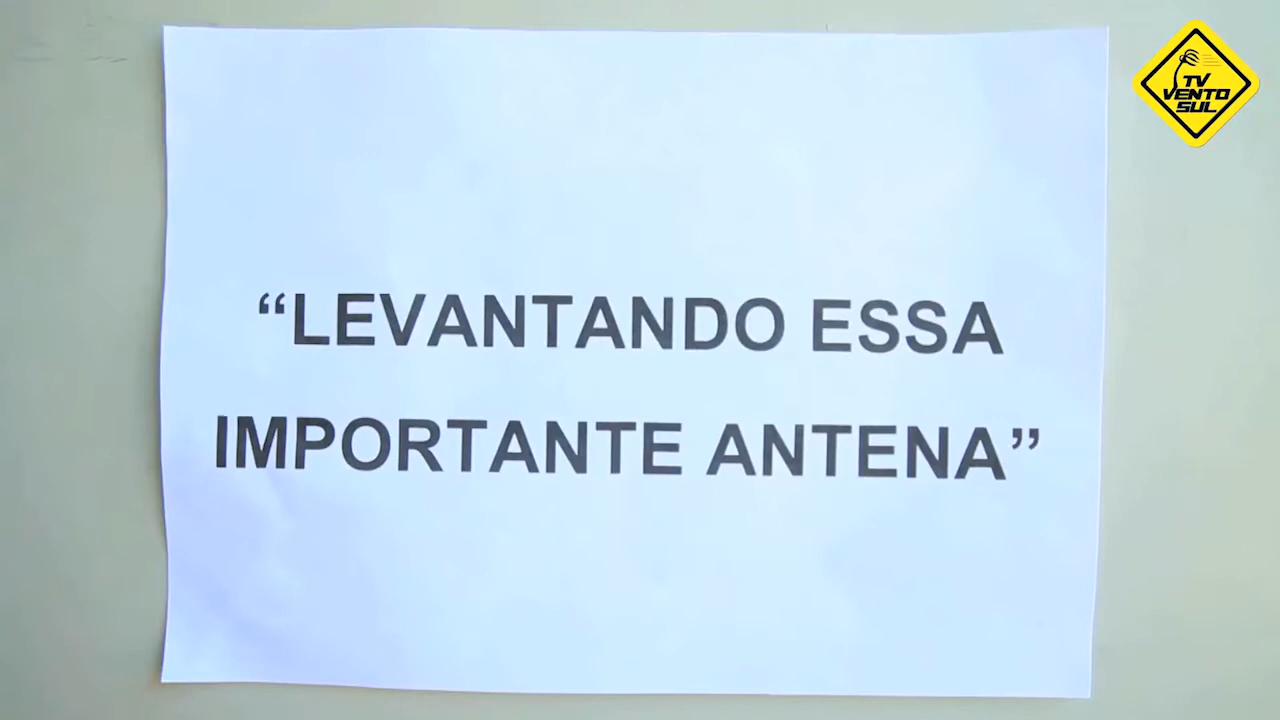 TV
VENTO
SUL
“LEVANTANDO ESSA
IMPORTANTE ANTENA”